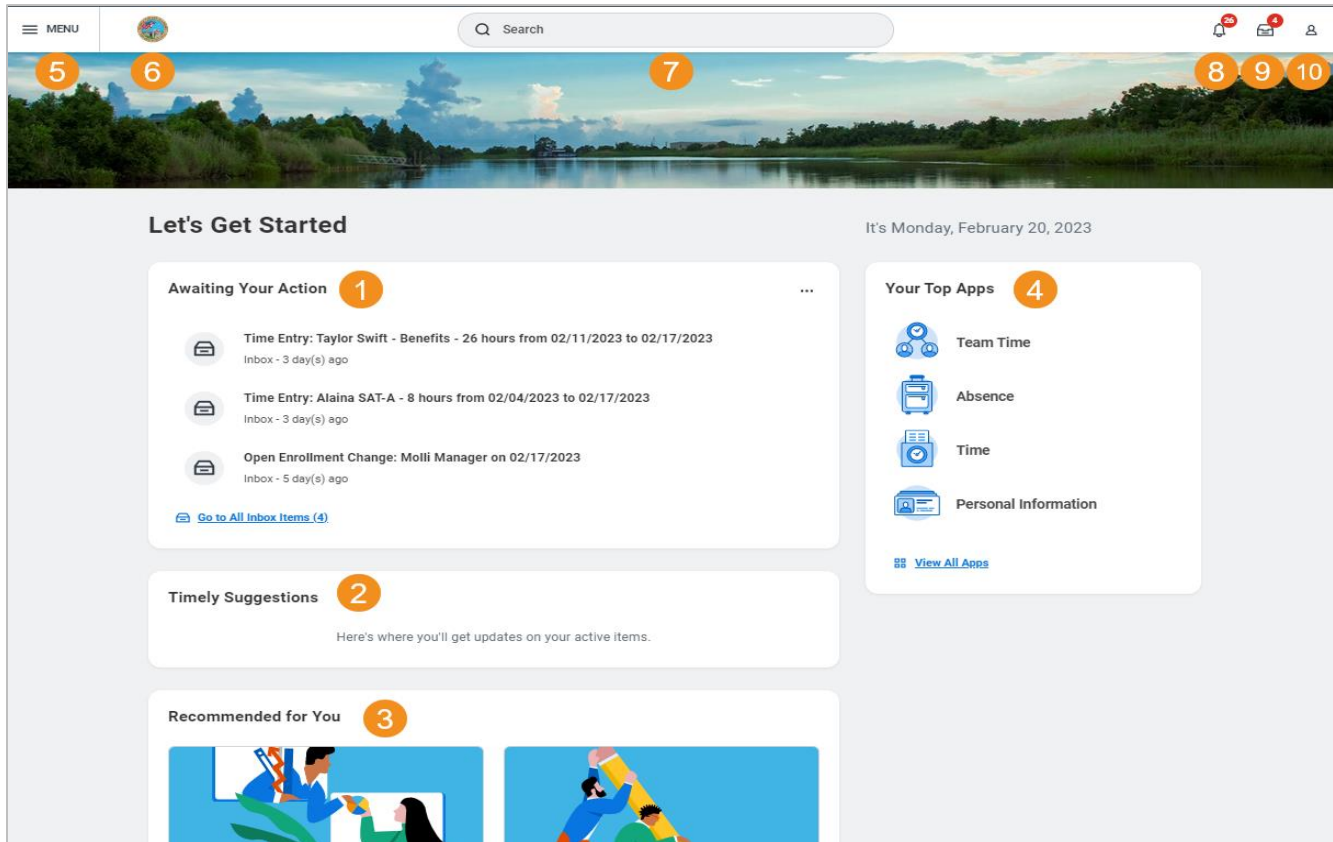 MENU
Search
26
4
5
6
7
8
9
10
Let's Get Started
It's Monday, February 20, 2023
Awaiting Your Action
1
...
Time Entry: Taylor Swift - Benefits - 26 hours from 02/11/2023 to 02/17/2023
Inbox - 3 day(s) ago
Time Entry: Alaina SAT-A - 8 hours from 02/04/2023 to 02/17/2023
Inbox - 3 day(s) ago
Open Enrollment Change: Molli Manager on 02/17/2023
Inbox - 5 day(s) ago
Go to All Inbox Items (4)
Your Top Apps
4
Team Time
Absence
Time
Personal Information
View All Apps
Timely Suggestions
2
Here's where you'll get updates on your active items.
Recommended for You
3